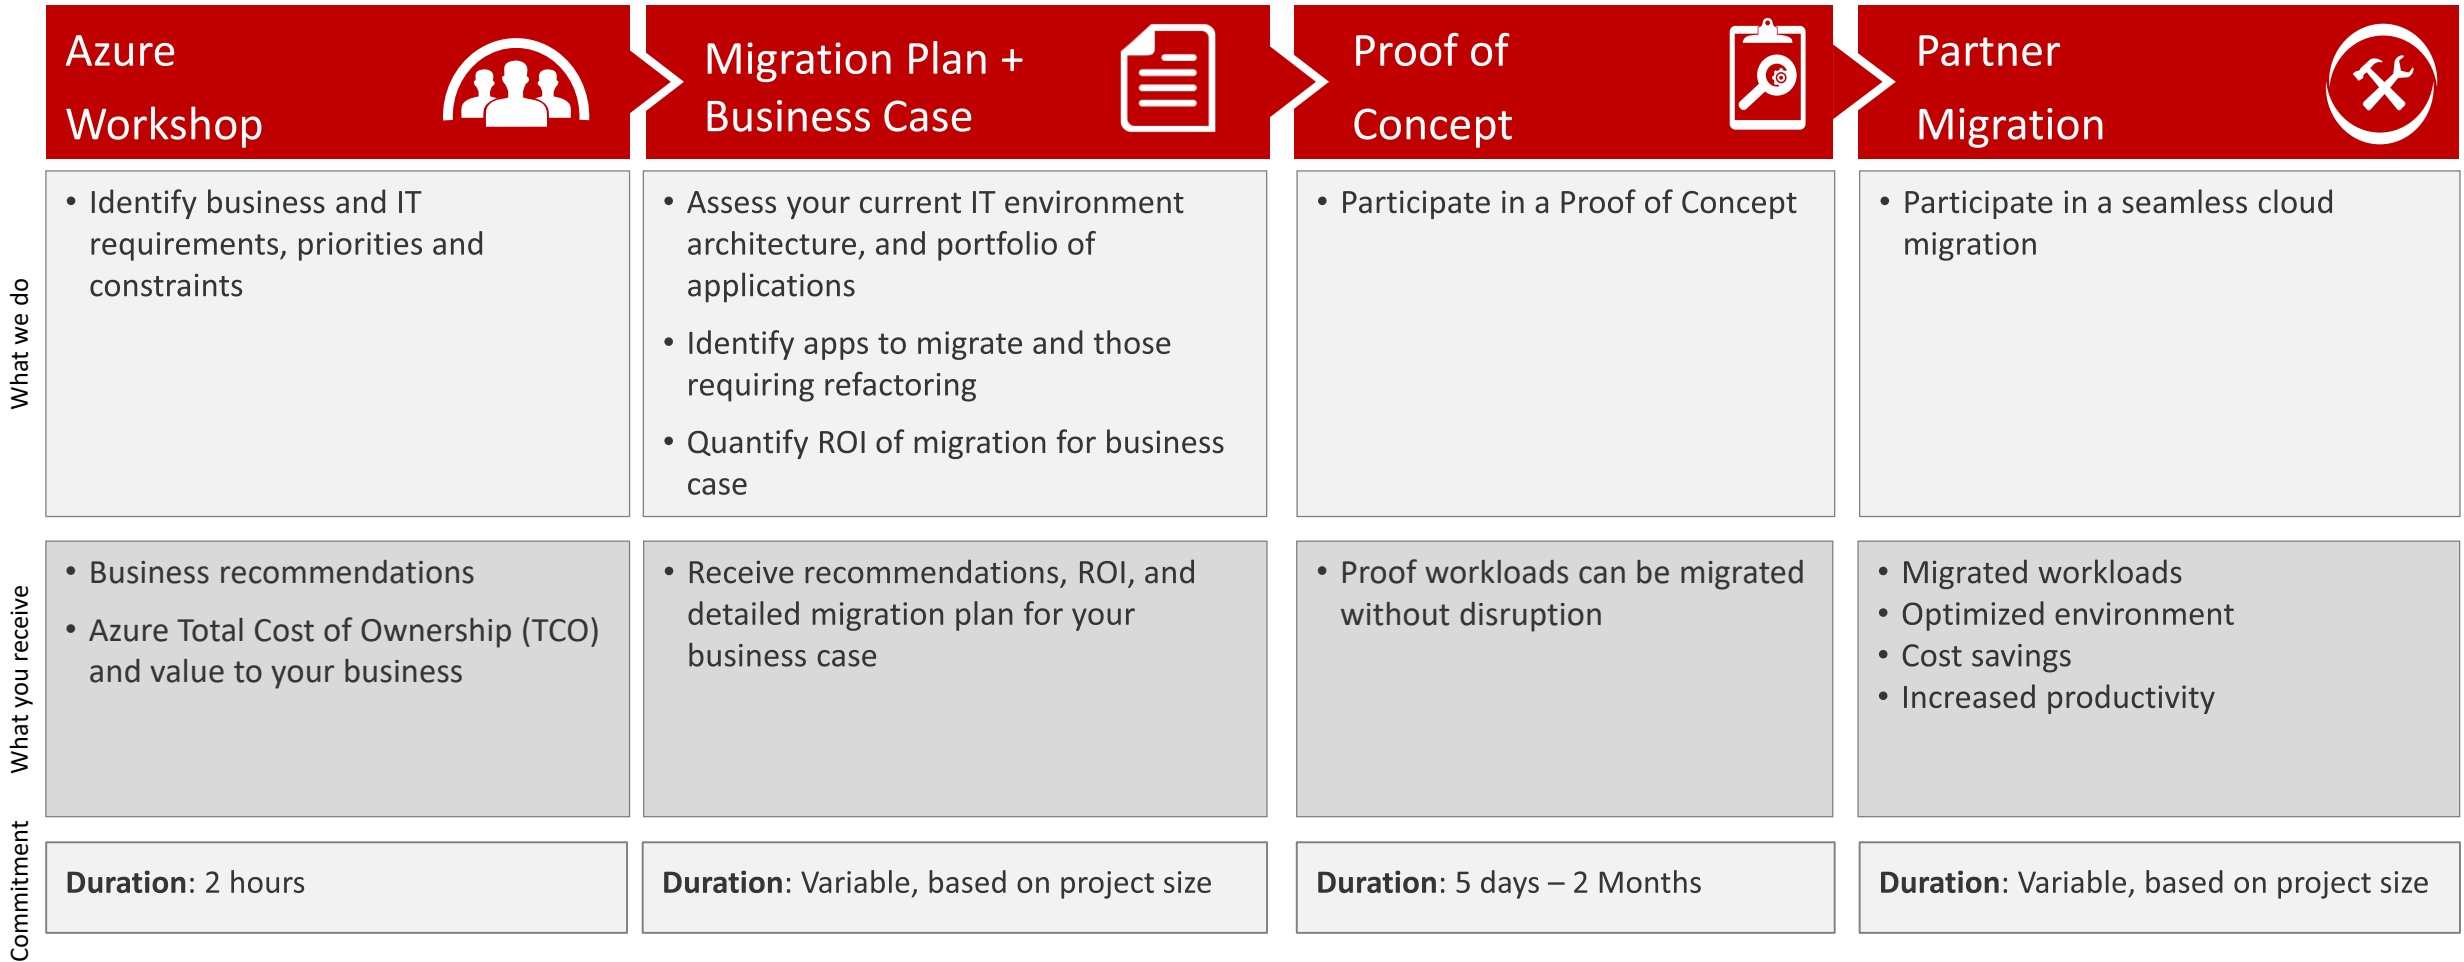 Azure
Workshop
Migration Plan +
Business Case
Proof of
Concept
Partner
Migration
What we do
• Identify business and IT
requirements, priorities and
constraints
• Assess your current IT environment
architecture, and portfolio of
applications
• Identify apps to migrate and those
requiring refactoring
• Quantify ROI of migration for business
case
• Participate in a Proof of Concept
• Participate in a seamless cloud
migration
What you receive
• Business recommendations
• Azure Total Cost of Ownership (TCO)
and value to your business
• Receive recommendations, ROI, and
detailed migration plan for your
business case
• Proof workloads can be migrated
without disruption
• Migrated workloads
• Optimized environment
• Cost savings
• Increased productivity
Commitment
Duration: 2 hours
Duration: Variable, based on project size
Duration: 5 days – 2 Months
Duration: Variable, based on project size